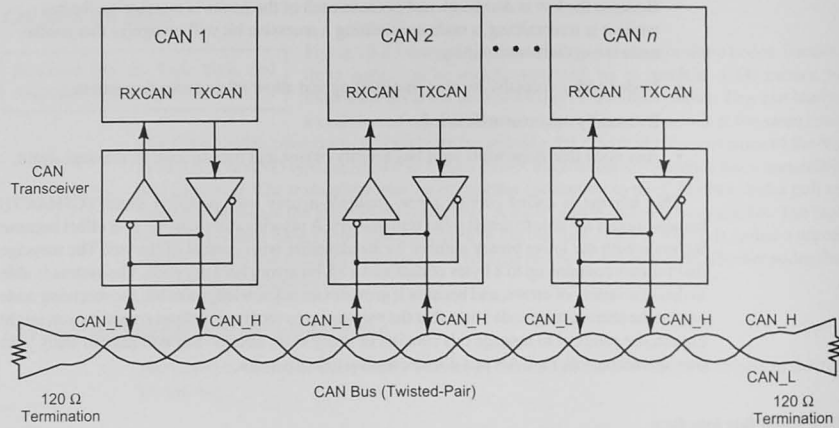 CAN 1
CAN 2
CAN n
RXCAN TXCAN
RXCAN TXCAN
RXCAN TXCAN
CAN
Transceiver
CAN_L
CAN_H
CAN_L
CAN_H
CAN_L
CAN_H
CAN_H
CAN_L
CAN Bus (Twisted-Pair)
120 Ω
Termination
120 Ω
Termination